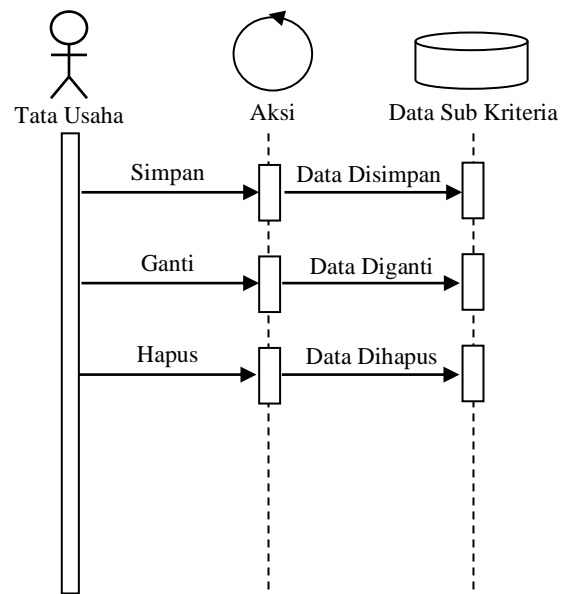 Tata Usaha
Aksi
Data Sub Kriteria
Simpan
Data Disimpan
Ganti
Data Diganti
Hapus
Data Dihapus